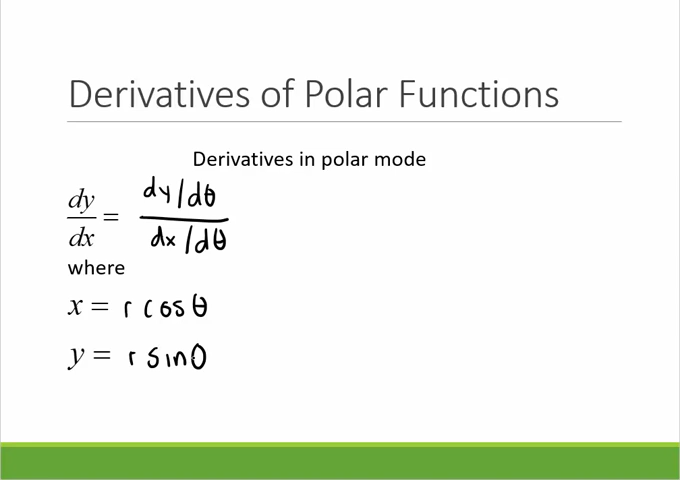 Derivatives of Polar Functions
Derivatives in polar mode
dy/dx = (dy/dθ)/(dx/dθ)
where
x = r cosθ
y = r sinθ